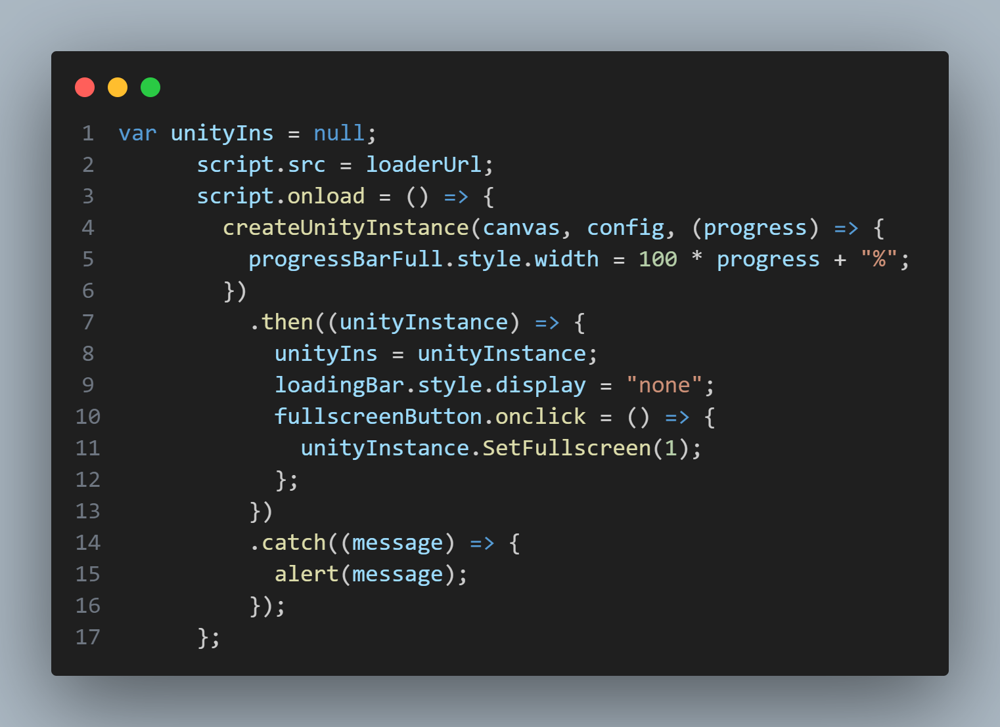 1 var unityIns = null;
2       script.src = loaderUrl;
3       script.onload = () => {
4         createUnityInstance(canvas, config, (progress) => {
5           progressBarFull.style.width = 100 * progress + "%";
6         })
7           .then((unityInstance) => {
8             unityIns = unityInstance;
9             loadingBar.style.display = "none";
10             fullscreenButton.onclick = () => {
11               unityInstance.SetFullscreen(1);
12             };
13           })
14           .catch((message) => {
15             alert(message);
16           });
17       };